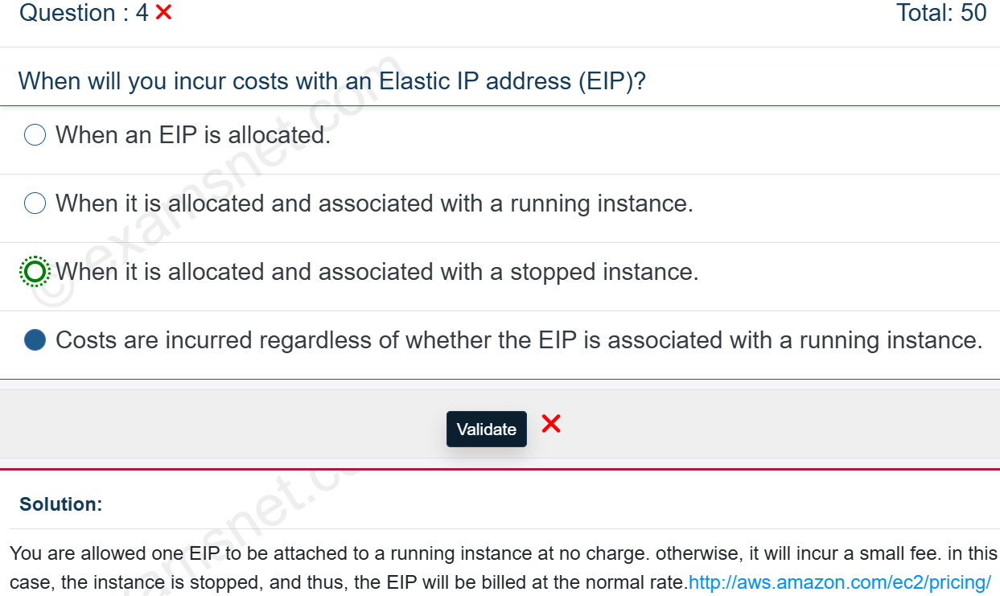 Question : 4
Total: 50
When will you incur costs with an Elastic IP address (EIP)?
When an EIP is allocated.
When it is allocated and associated with a running instance.
When it is allocated and associated with a stopped instance.
Costs are incurred regardless of whether the EIP is associated with a running instance.
© examsnet.com
Validate
Solution:
You are allowed one EIP to be attached to a running instance at no charge. otherwise, it will incur a small fee. in this
case, the instance is stopped, and thus, the EIP will be billed at the normal rate.http://aws.amazon.com/ec2/pricing/